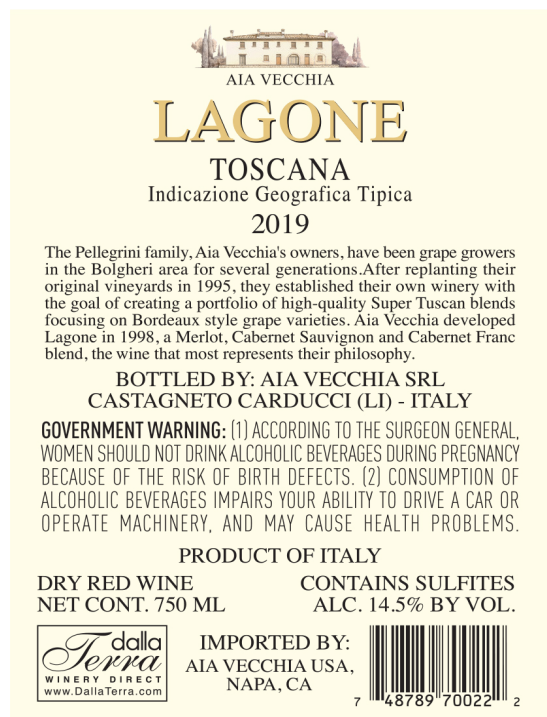 AIA VECCHIA
LAGONE
TOSCANA
Indicazione Geografica Tipica
2019
The Pellegrini family, Aia Vecchia's owners, have been grape growers
in the Bolgheri area for several generations.After replanting their
original vineyards in 1995, they established their own winery with
the goal of creating a portfolio of high-quality Super Tuscan blends
focusing on Bordeaux style grape varieties. Aia Vecchia developed
Lagone in 1998, a Merlot, Cabernet Sauvignon and Cabernet Franc
blend, the wine that most represents their philosophy.
BOTTLED BY: AIA VECCHIA SRL
CASTAGNETO CARDUCCI (LI) - ITALY
GOVERNMENT WARNING: (1) ACCORDING TO THE SURGEON GENERAL,
WOMEN SHOULD NOT DRINK ALCOHOLIC BEVERAGES DURING PREGNANCY
BECAUSE OF THE RISK OF BIRTH DEFECTS. (2) CONSUMPTION OF
ALCOHOLIC BEVERAGES IMPAIRS YOUR ABILITY TO DRIVE A CAR OR
OPERATE MACHINERY, AND MAY CAUSE HEALTH PROBLEMS.
PRODUCT OF ITALY
DRY RED WINE
NET CONT. 750 ML
CONTAINS SULFITES
ALC. 14.5% BY VOL.
dalla
Terra
WINERY DIRECT
www.DallaTerra.com
IMPORTED BY:
AIA VECCHIA USA,
NAPA, CA
7 48789 70022 2